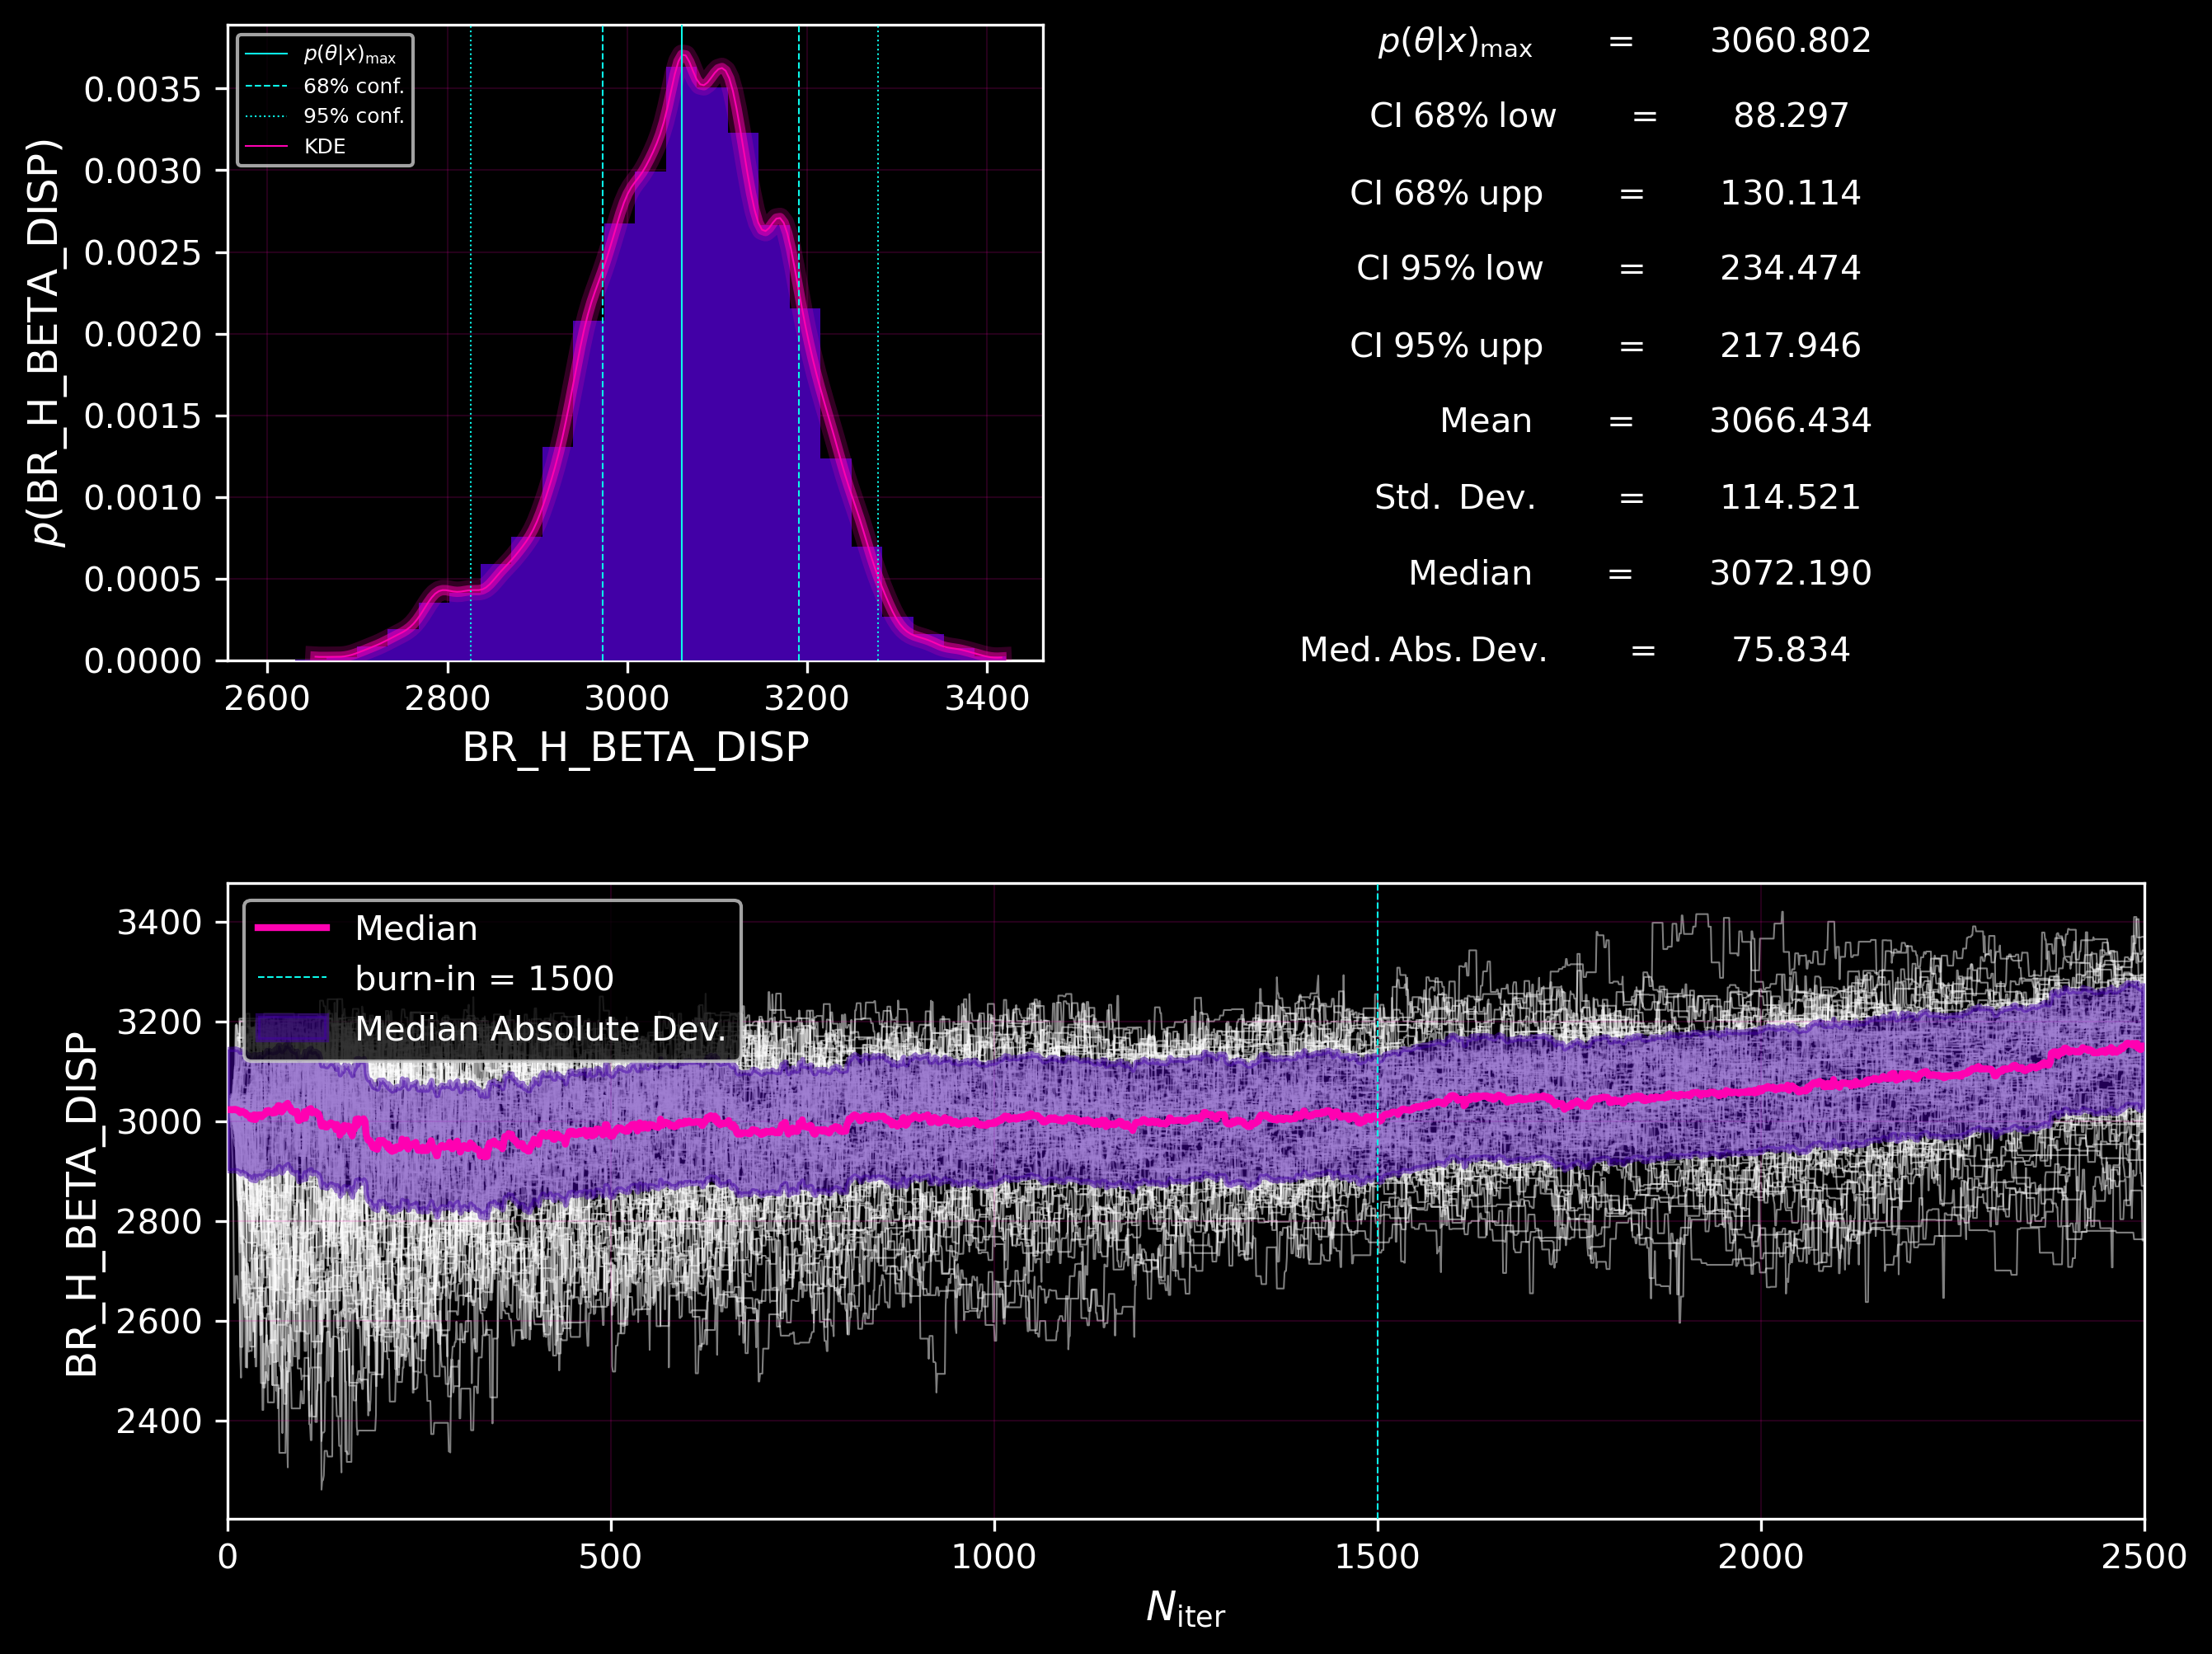 p(BR_H_BETA_DISP)
0.0035
0.0030
0.0025
0.0020
0.0015
0.0010
0.0005
0.0000
p(θ|x)max
68% conf.
95% conf.
KDE
2600 2800 3000 3200 3400
BR_H_BETA_DISP
p(θ|x)max = 3060.802
CI 68% low = 88.297
CI 68% upp = 130.114
CI 95% low = 234.474
CI 95% upp = 217.946
Mean = 3066.434
Std. Dev. = 114.521
Median = 3072.190
Med. Abs. Dev. = 75.834
BR_H_BETA_DISP
3400
3200
3000
2800
2600
2400
Median
burn-in = 1500
Median Absolute Dev.
0 500 1000 1500 2000 2500
Niter